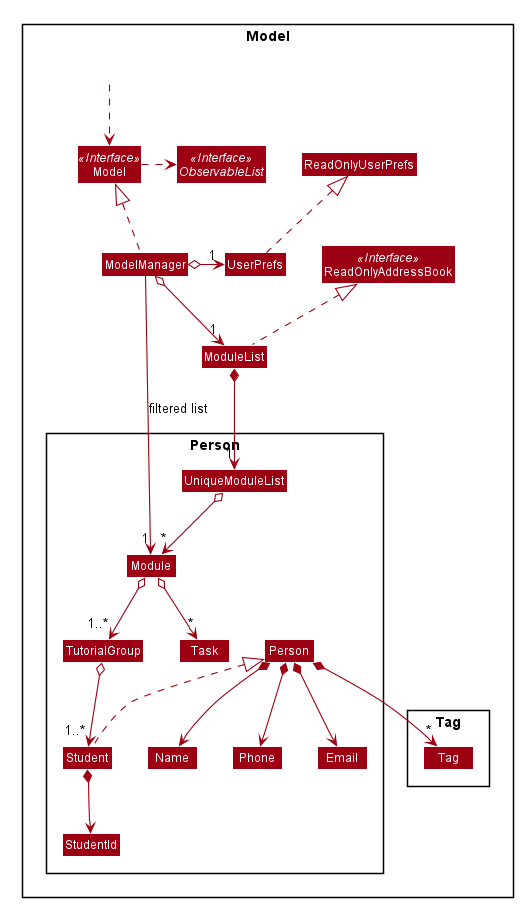 Model
«Interface»
Model
«Interface»
ObservableList
ReadOnlyUserPrefs
ModelManager
1
UserPrefs
«Interface»
ReadOnlyAddressBook
1
ModuleList
filtered list
Person
1
UniqueModuleList
1
*
Module
1..*
*
TutorialGroup
Task
Person
1..*
*
Tag
Student
Name
Phone
Email
Tag
StudentId